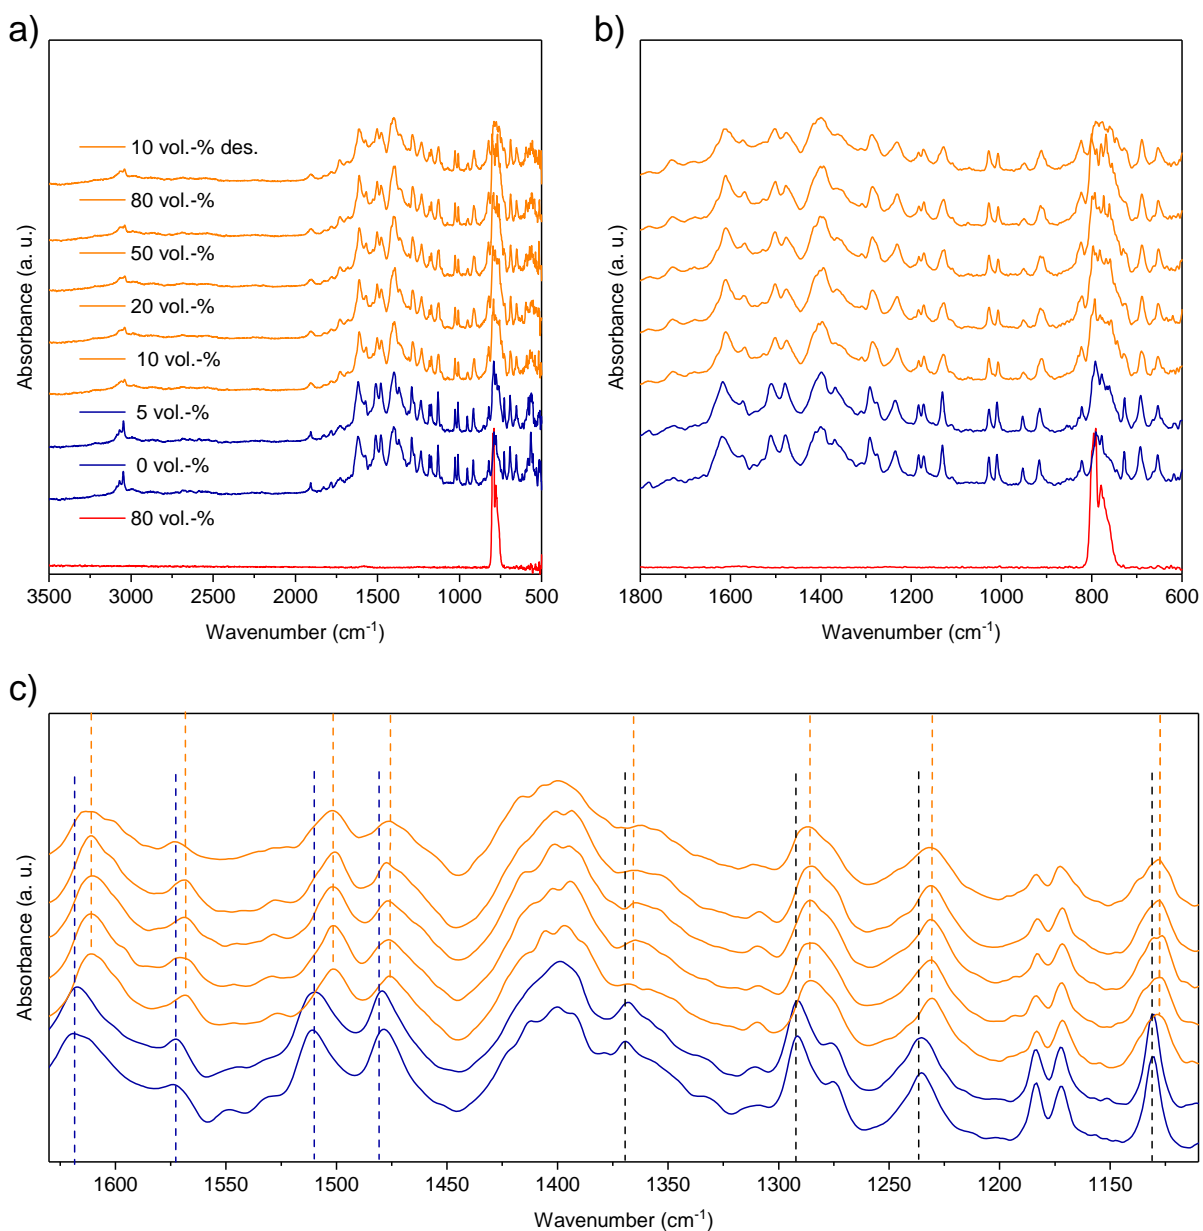 a)
b)
10 vol.-% des.
80 vol.-%
50 vol.-%
20 vol.-%
10 vol.-%
5 vol.-%
0 vol.-%
80 vol.-%
Absorbance (a. u.)
Absorbance (a. u.)
3500 3000 2500 2000 1500 1000 500
1800 1600 1400 1200 1000 800 600
Wavenumber (cm⁻¹)
Wavenumber (cm⁻¹)
c)
Absorbance (a. u.)
1600 1550 1500 1450 1400 1350 1300 1250 1200 1150
Wavenumber (cm⁻¹)